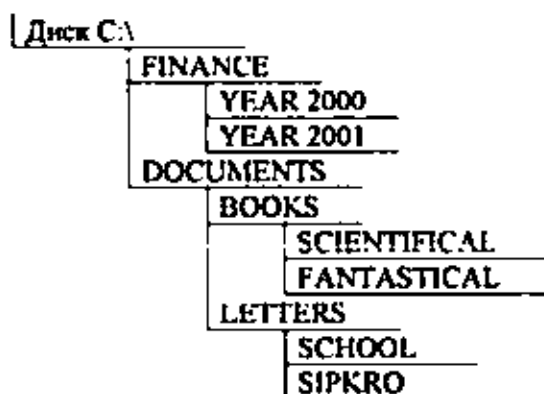 Диск C:\
FINANCE
YEAR 2000
YEAR 2001
DOCUMENTS
BOOKS
SCIENTIFICAL
FANTASTICAL
LETTERS
SCHOOL
SIPKRO